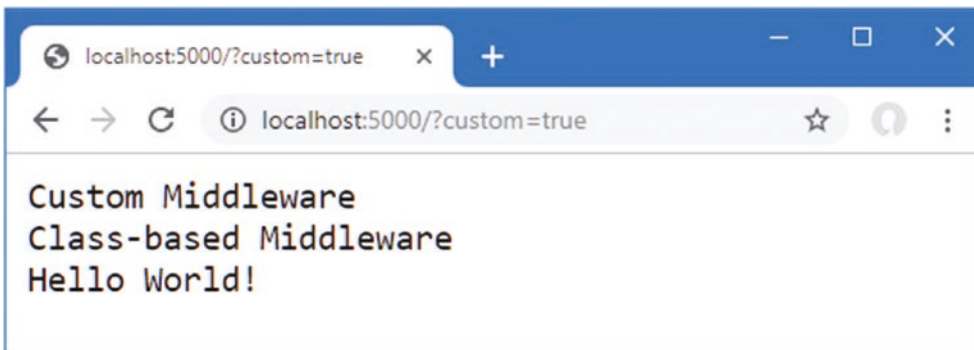 localhost:5000/?custom=true
localhost:5000/?custom=true
Custom Middleware
Class-based Middleware
Hello World!